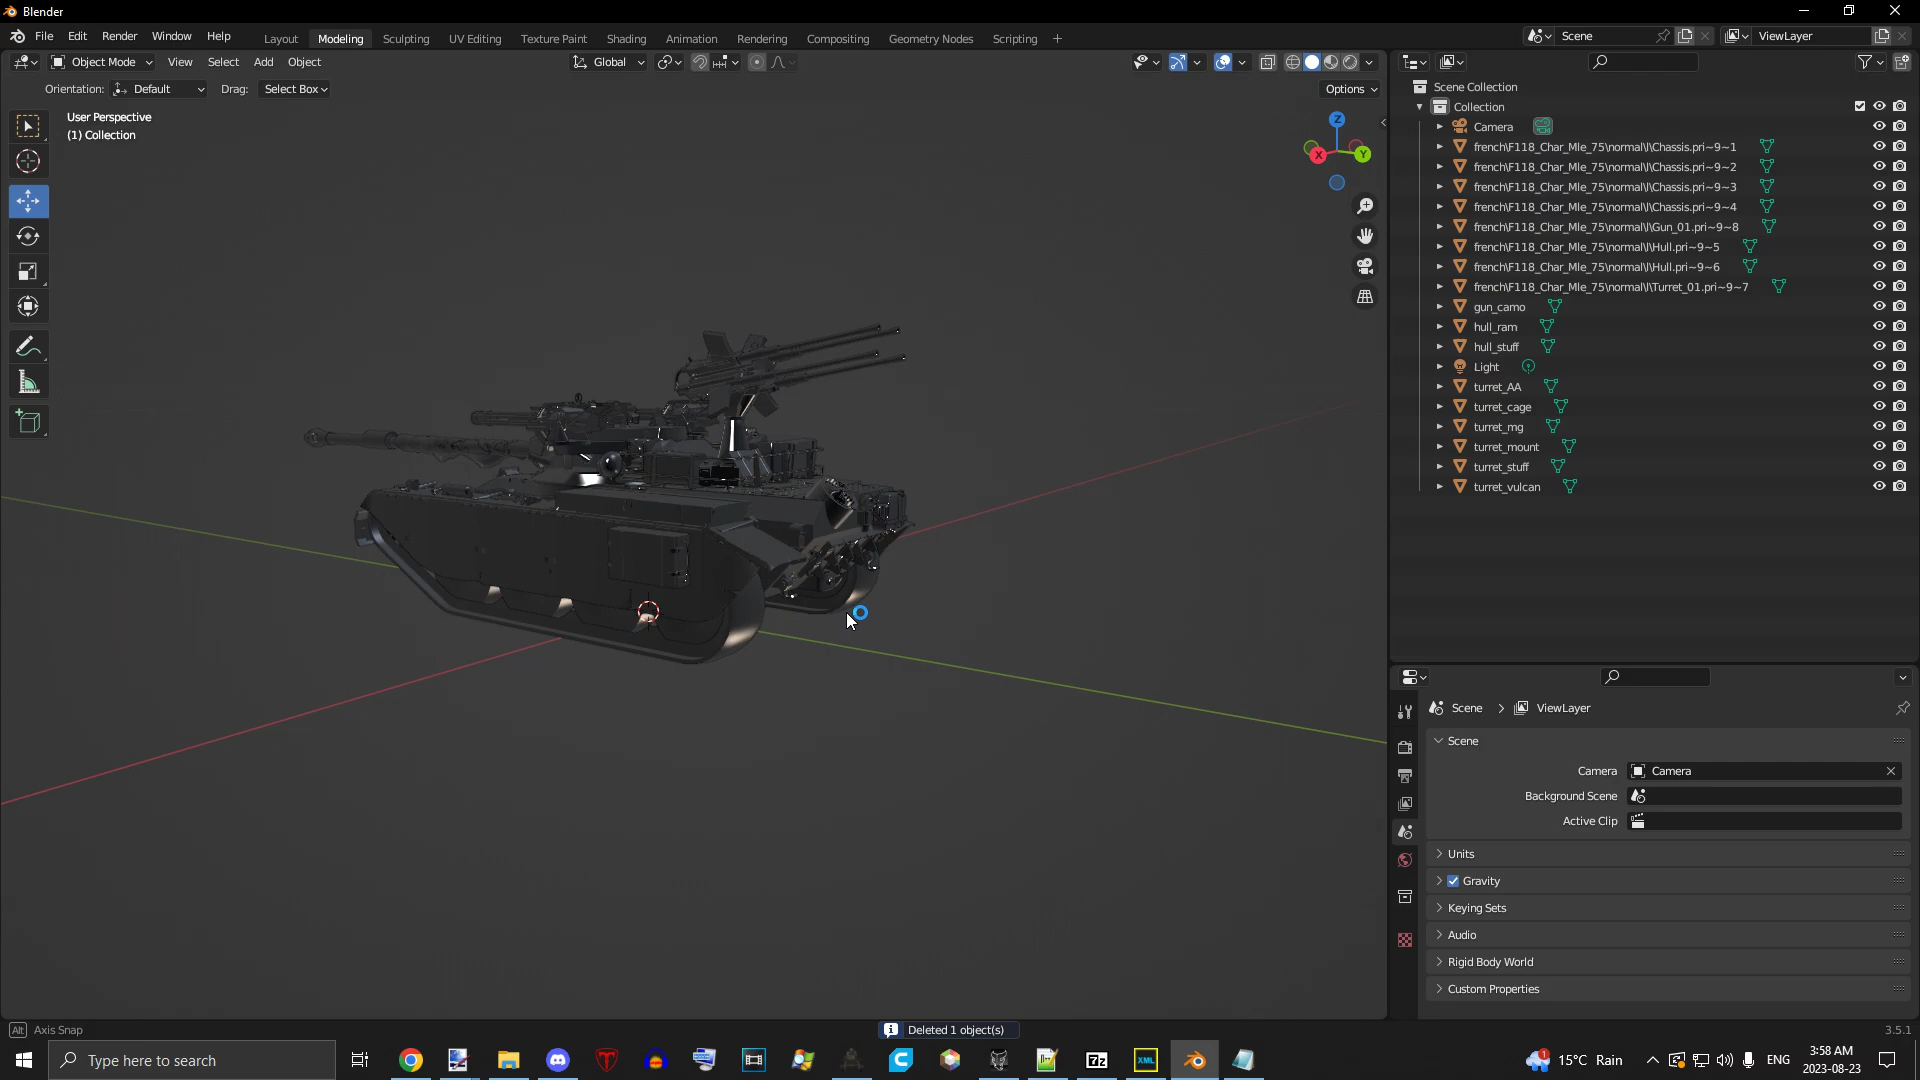 Blender
File Edit Render Window Help Layout Modeling Sculpting UV Editing Texture Paint Shading Animation Rendering Compositing Geometry Nodes Scripting + Scene ViewLayer
Object Mode View Select Add Object Global
Orientation: Default Drag: Select Box Options
User Perspective
(1) Collection
Z
X
Y
Scene Collection
Collection
Camera
french\F118_Char_Mle_75\normal\l\Chassis.pri~9~1
french\F118_Char_Mle_75\normal\l\Chassis.pri~9~2
french\F118_Char_Mle_75\normal\l\Chassis.pri~9~3
french\F118_Char_Mle_75\normal\l\Chassis.pri~9~4
french\F118_Char_Mle_75\normal\l\Gun_01.pri~9~8
french\F118_Char_Mle_75\normal\l\Hull.pri~9~5
french\F118_Char_Mle_75\normal\l\Hull.pri~9~6
french\F118_Char_Mle_75\normal\l\Turret_01.pri~9~7
gun_camo
hull_ram
hull_stuff
Light
turret_AA
turret_cage
turret_mg
turret_mount
turret_stuff
turret_vulcan
Scene > ViewLayer
Scene
Camera Camera
Background Scene
Active Clip
Units
Gravity
Keying Sets
Audio
Rigid Body World
Custom Properties
Alt Axis Snap Deleted 1 object(s) 3.5.1
Type here to search 7z XML 1 15°C Rain ENG 3:58 AM
2023-08-23